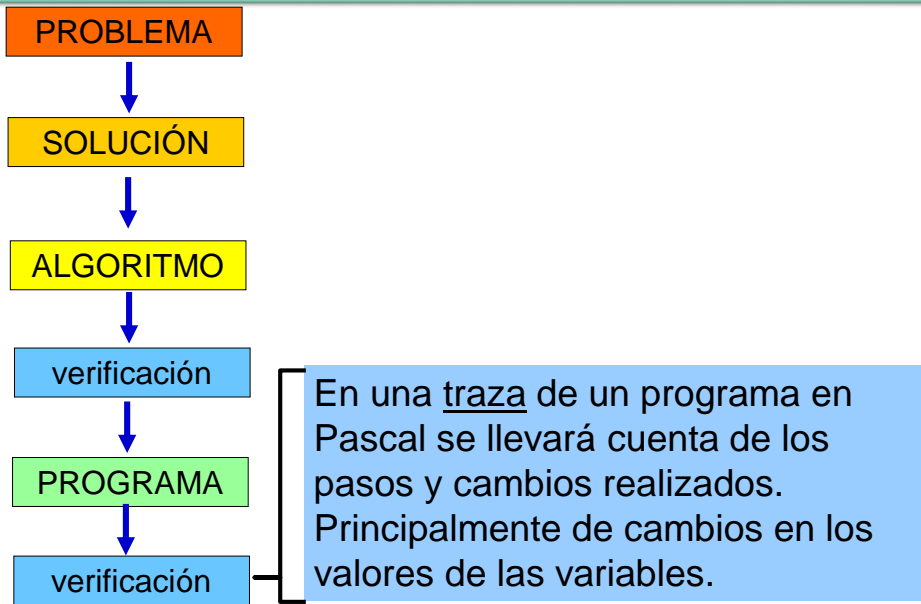 PROBLEMA
SOLUCIÓN
ALGORITMO
verificación
PROGRAMA
verificación
En una traza de un programa en
Pascal se llevará cuenta de los
pasos y cambios realizados.
Principalmente de cambios en los
valores de las variables.